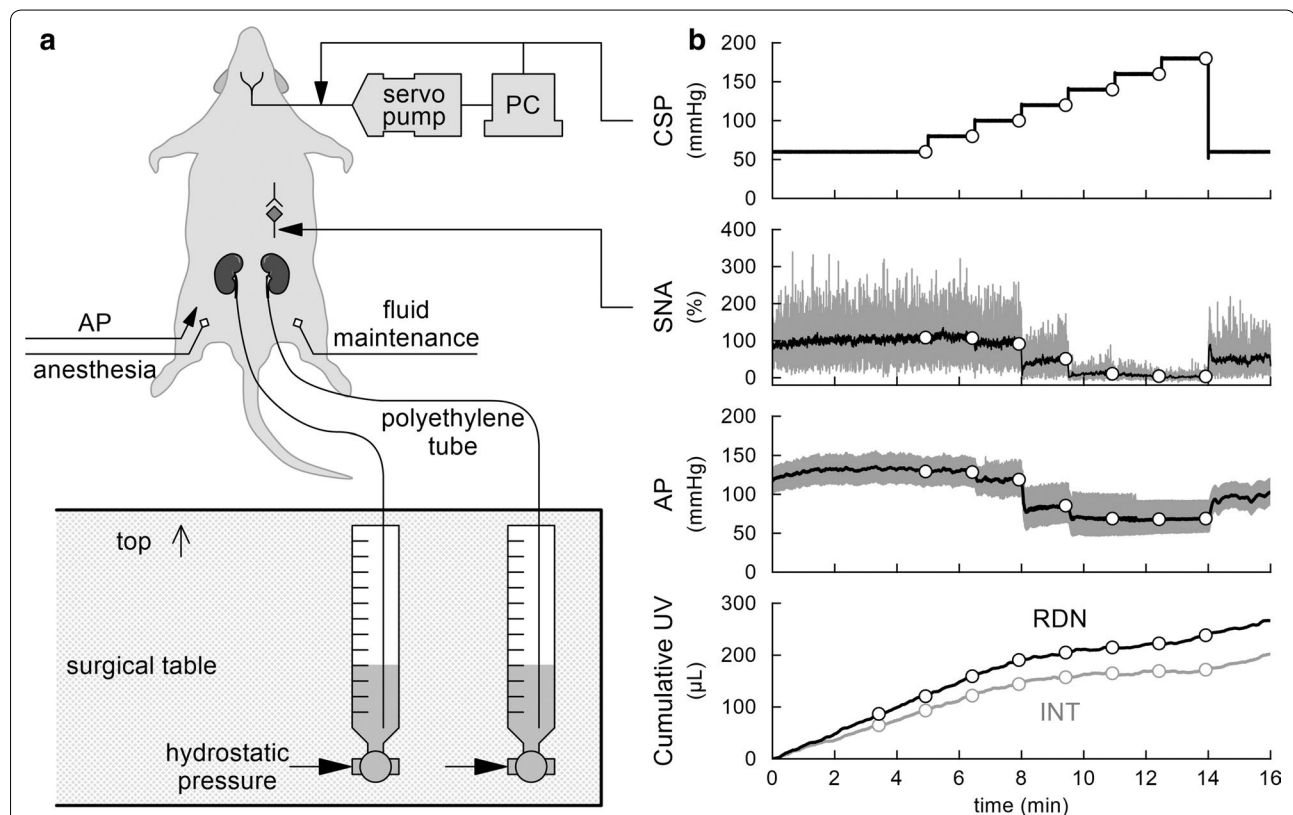 a
servo
pump
PC
AP
anesthesia
fluid
maintenance
polyethylene
tube
top
surgical table
hydrostatic
pressure
b
CSP
(mmHg)
200
150
100
50
0
SNA
(%)
400
300
200
100
0
AP
(mmHg)
200
150
100
50
0
Cumulative UV
(µL)
300
200
100
0
RDN
INT
0 2 4 6 8 10 12 14 16
time (min)